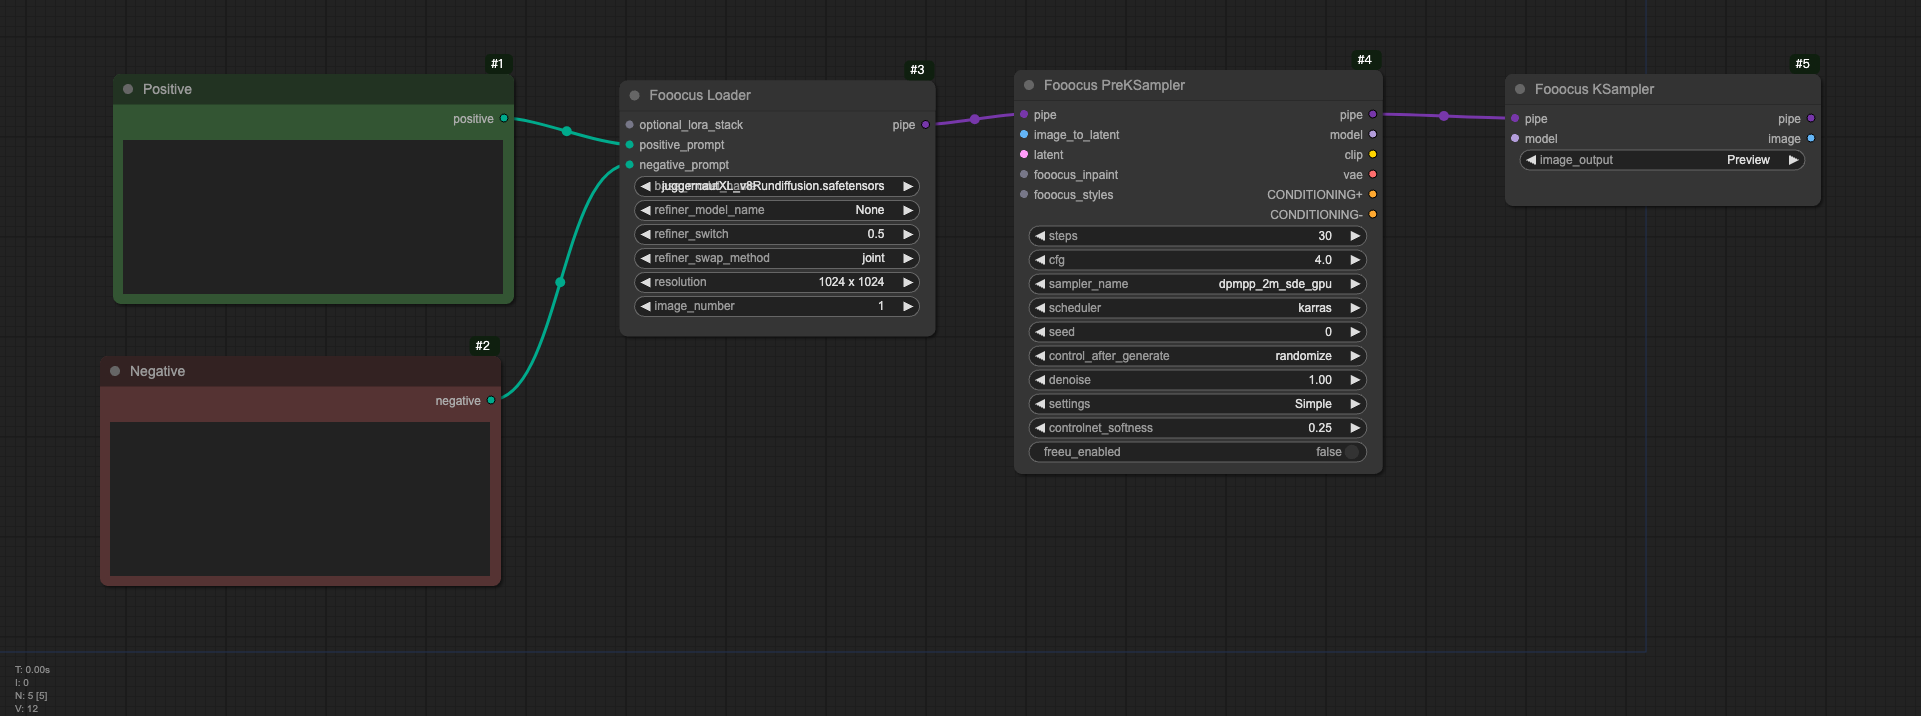 #1
Positive
positive
#2
Negative
negative
#3
Fooocus Loader
optional_lora_stack
pipe
positive_prompt
negative_prompt
juggernautXL_v8Rundiffusion.safetensors
refiner_model_name None
refiner_switch 0.5
refiner_swap_method joint
resolution 1024 x 1024
image_number 1
#4
Fooocus PreKSampler
pipe pipe
image_to_latent model
latent clip
fooocus_inpaint vae
fooocus_styles CONDITIONING+
CONDITIONING-
steps 30
cfg 4.0
sampler_name dpmpp_2m_sde_gpu
scheduler karras
seed 0
control_after_generate randomize
denoise 1.00
settings Simple
controlnet_softness 0.25
freeu_enabled false
#5
Fooocus KSampler
pipe pipe
model image
image_output Preview
T: 0.00s
I: 0
N: 5 [5]
V: 12